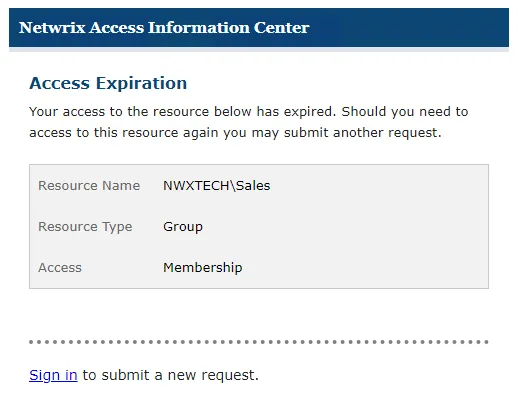 Netwrix Access Information Center
Access Expiration
Your access to the resource below has expired. Should you need to
access to this resource again you may submit another request.
Resource Name NWXTECH\Sales
Resource Type Group
Access Membership
Sign in to submit a new request.